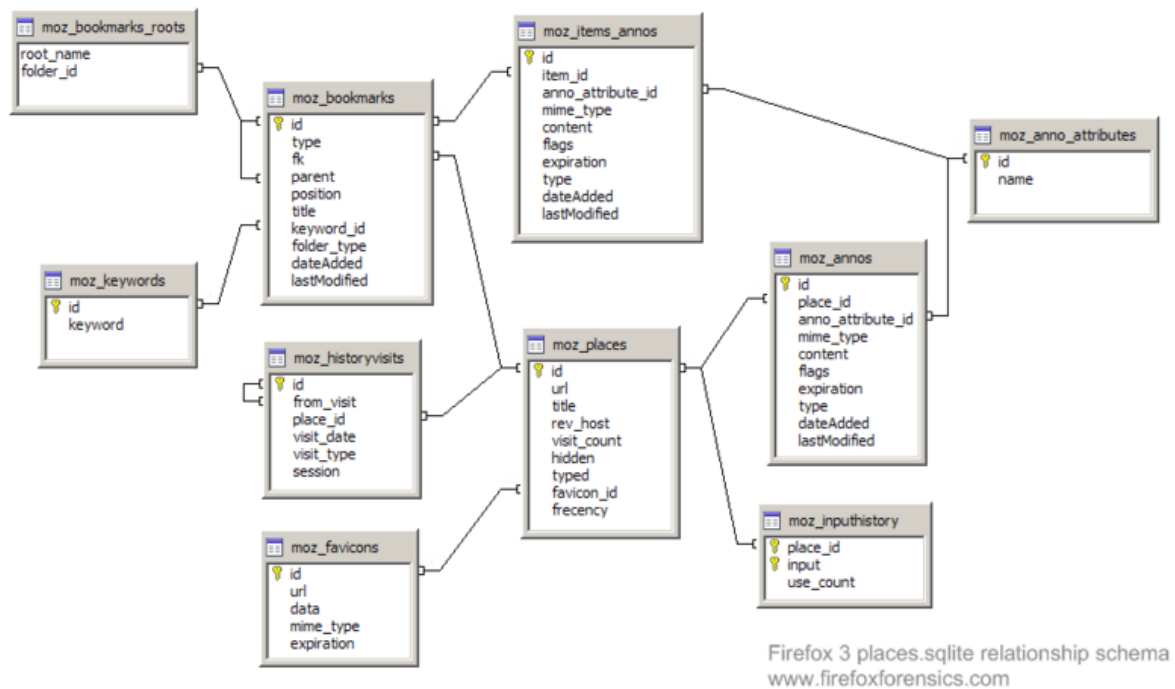 moz_bookmarks_roots
root_name
folder_id
moz_bookmarks
id
type
fk
parent
position
title
keyword_id
folder_type
dateAdded
lastModified
moz_keywords
id
keyword
moz_historyvisits
id
from_visit
place_id
visit_date
visit_type
session
moz_favicons
id
url
data
mime_type
expiration
moz_items_annos
id
item_id
anno_attribute_id
mime_type
content
flags
expiration
type
dateAdded
lastModified
moz_places
id
url
title
rev_host
visit_count
hidden
typed
favicon_id
frecency
moz_anno_attributes
id
name
moz_annos
id
place_id
anno_attribute_id
mime_type
content
flags
expiration
type
dateAdded
lastModified
moz_inputhistory
place_id
input
use_count
Firefox 3 places.sqlite relationship schema
www.firefoxforensics.com